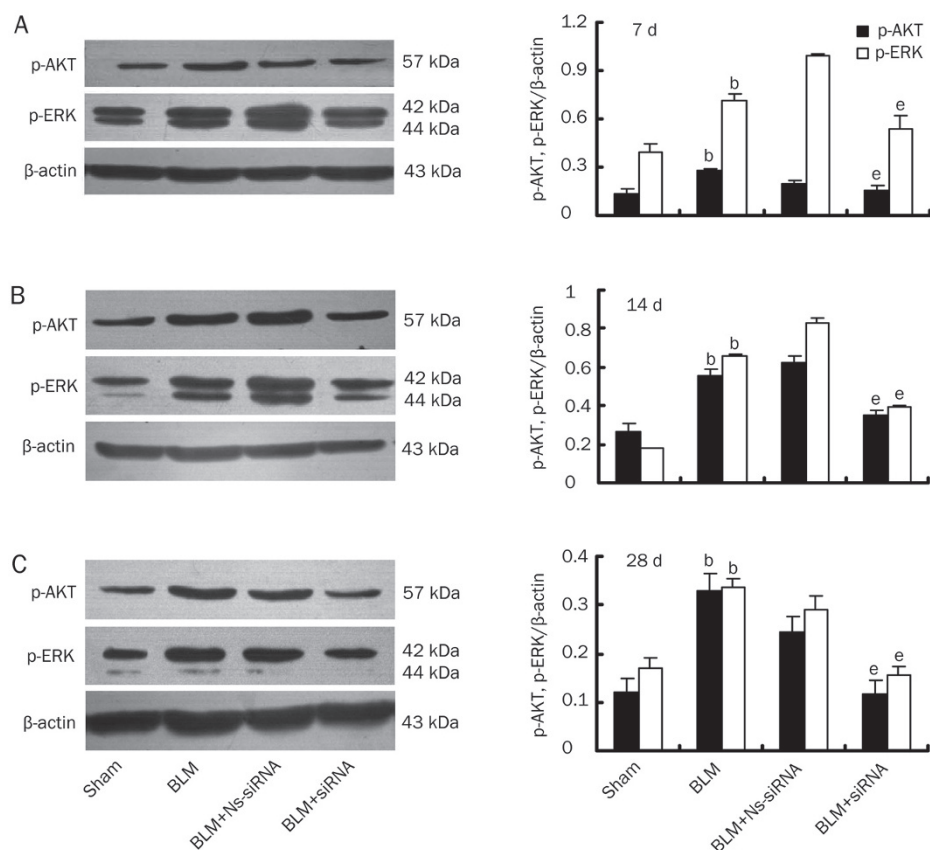 A
p-AKT
57 kDa
p-ERK
42 kDa
44 kDa
β-actin
43 kDa
7 d
p-AKT
p-ERK
p-AKT, p-ERK/β-actin
1.2
0.9
0.6
0.3
0
b
b
e
e
B
p-AKT
57 kDa
p-ERK
42 kDa
44 kDa
β-actin
43 kDa
14 d
p-AKT, p-ERK/β-actin
1
0.8
0.6
0.4
0.2
0
b b
e e
C
p-AKT
57 kDa
p-ERK
42 kDa
44 kDa
β-actin
43 kDa
Sham
BLM
BLM+Ns-siRNA
BLM+siRNA
28 d
p-AKT, p-ERK/β-actin
0.4
0.3
0.2
0.1
0
b b
e e
Sham
BLM
BLM+Ns-siRNA
BLM+siRNA